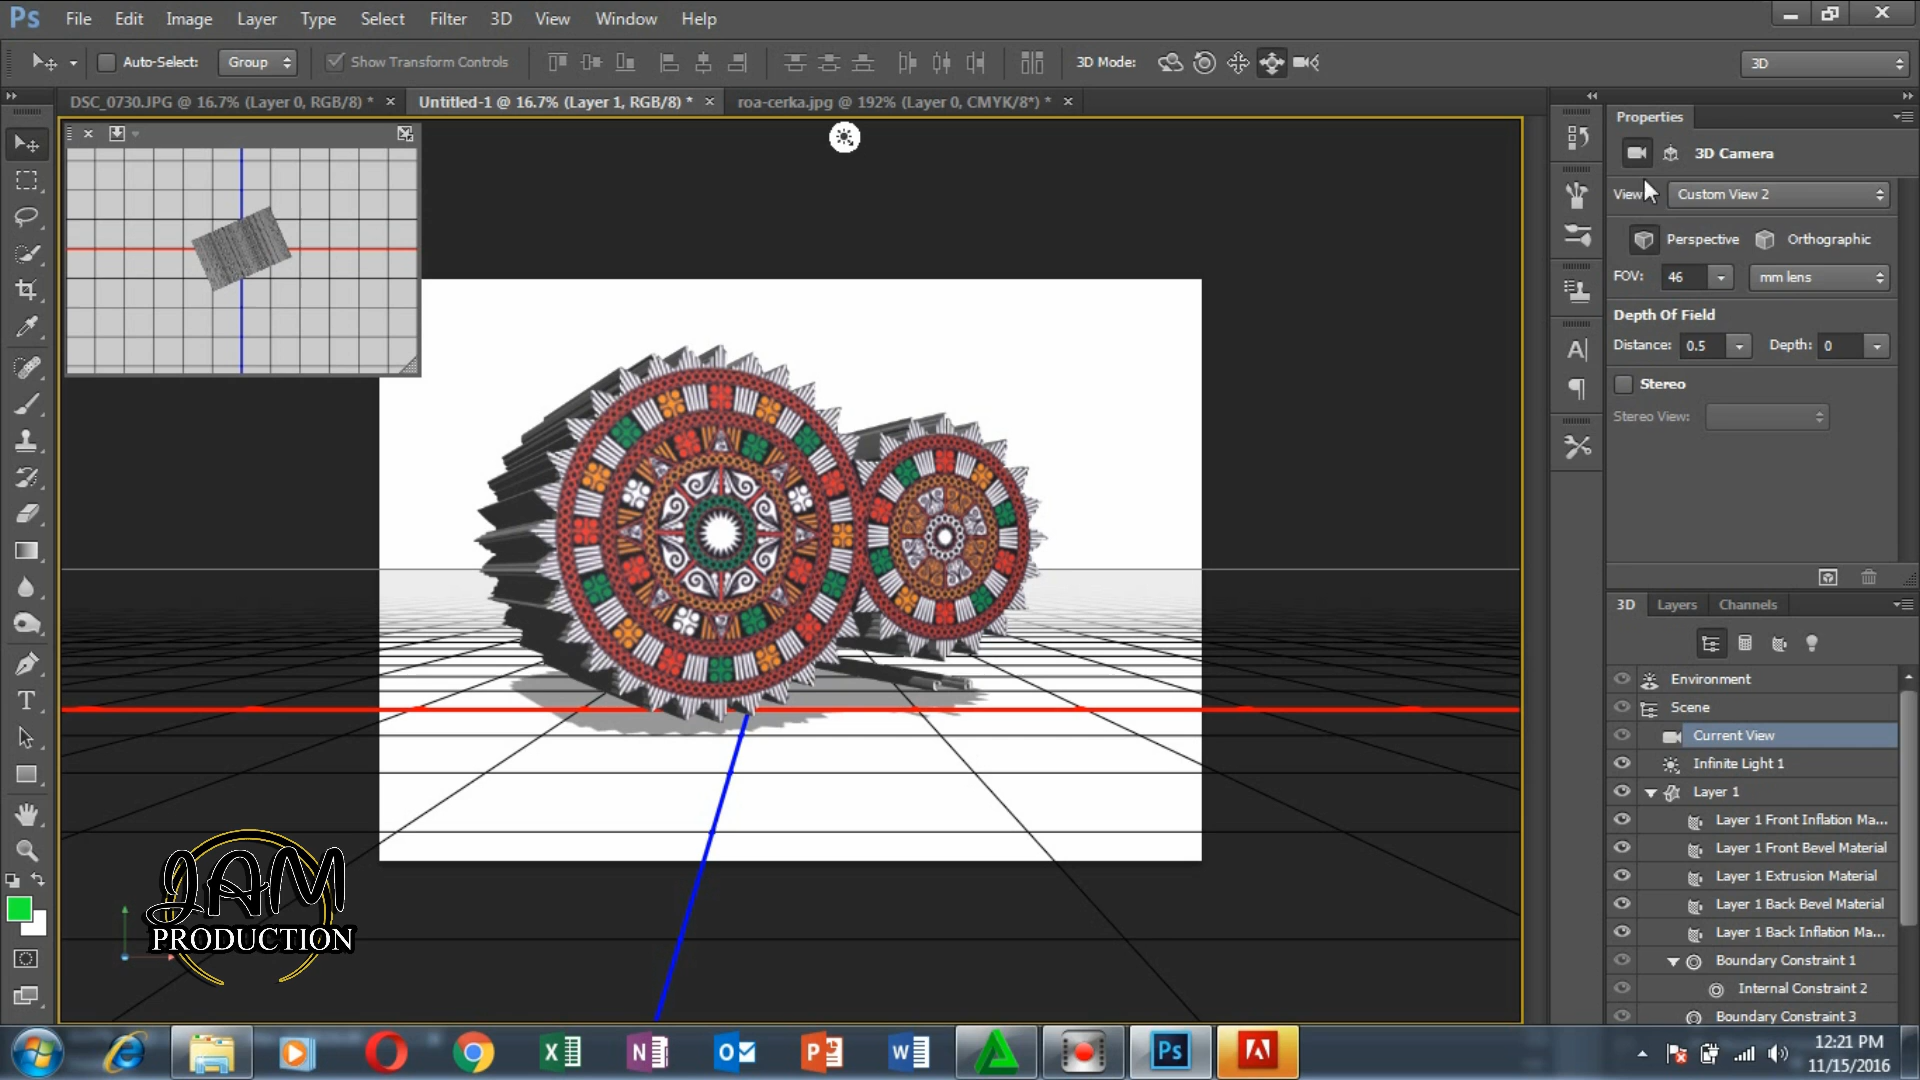 Ps File Edit Image Layer Type Select Filter 3D View Window Help
Auto-Select: Group Show Transform Controls 3D Mode: 3D
DSC_0730.JPG @ 16.7% (Layer 0, RGB/8) * Untitled-1 @ 16.7% (Layer 1, RGB/8) * roa-cerka.jpg @ 192% (Layer 0, CMYK/8*) *
Properties
3D Camera
View: Custom View 2
Perspective Orthographic
FOV: 46 mm lens
Depth Of Field
Distance: 0.5 Depth: 0
Stereo
Stereo View:
3D Layers Channels
Environment
Scene
Current View
Infinite Light 1
Layer 1
Layer 1 Front Inflation Ma...
Layer 1 Front Bevel Material
Layer 1 Extrusion Material
Layer 1 Back Bevel Material
Layer 1 Back Inflation Ma...
Boundary Constraint 1
Internal Constraint 2
Boundary Constraint 3
JAM
PRODUCTION
12:21 PM
11/15/2016